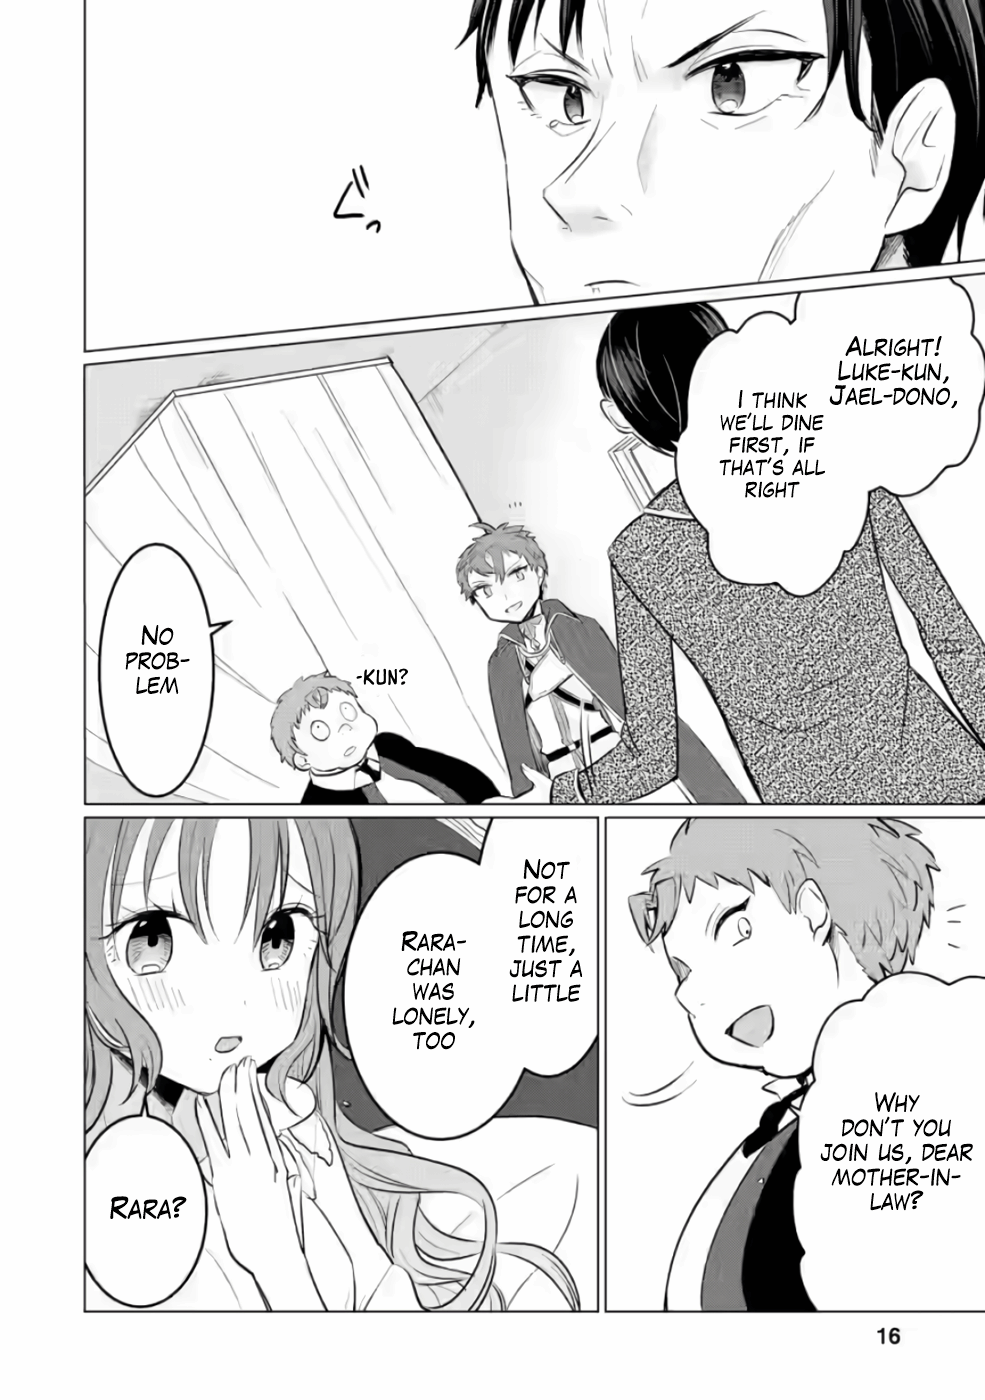 ぐっ
ALRIGHT!
LUKE-KUN,
JAEL-DONO,
I THINK
WE'LL DINE
FIRST, IF
THAT'S ALL
RIGHT
-KUN?
NO
PROB-
LEM
WHY
DON'T YOU
JOIN US, DEAR
MOTHER-IN-
LAW?
NOT
FOR A
LONG
TIME,
JUST A
LITTLE
RARA-
CHAN
WAS
LONELY,
TOO
RARA?
16